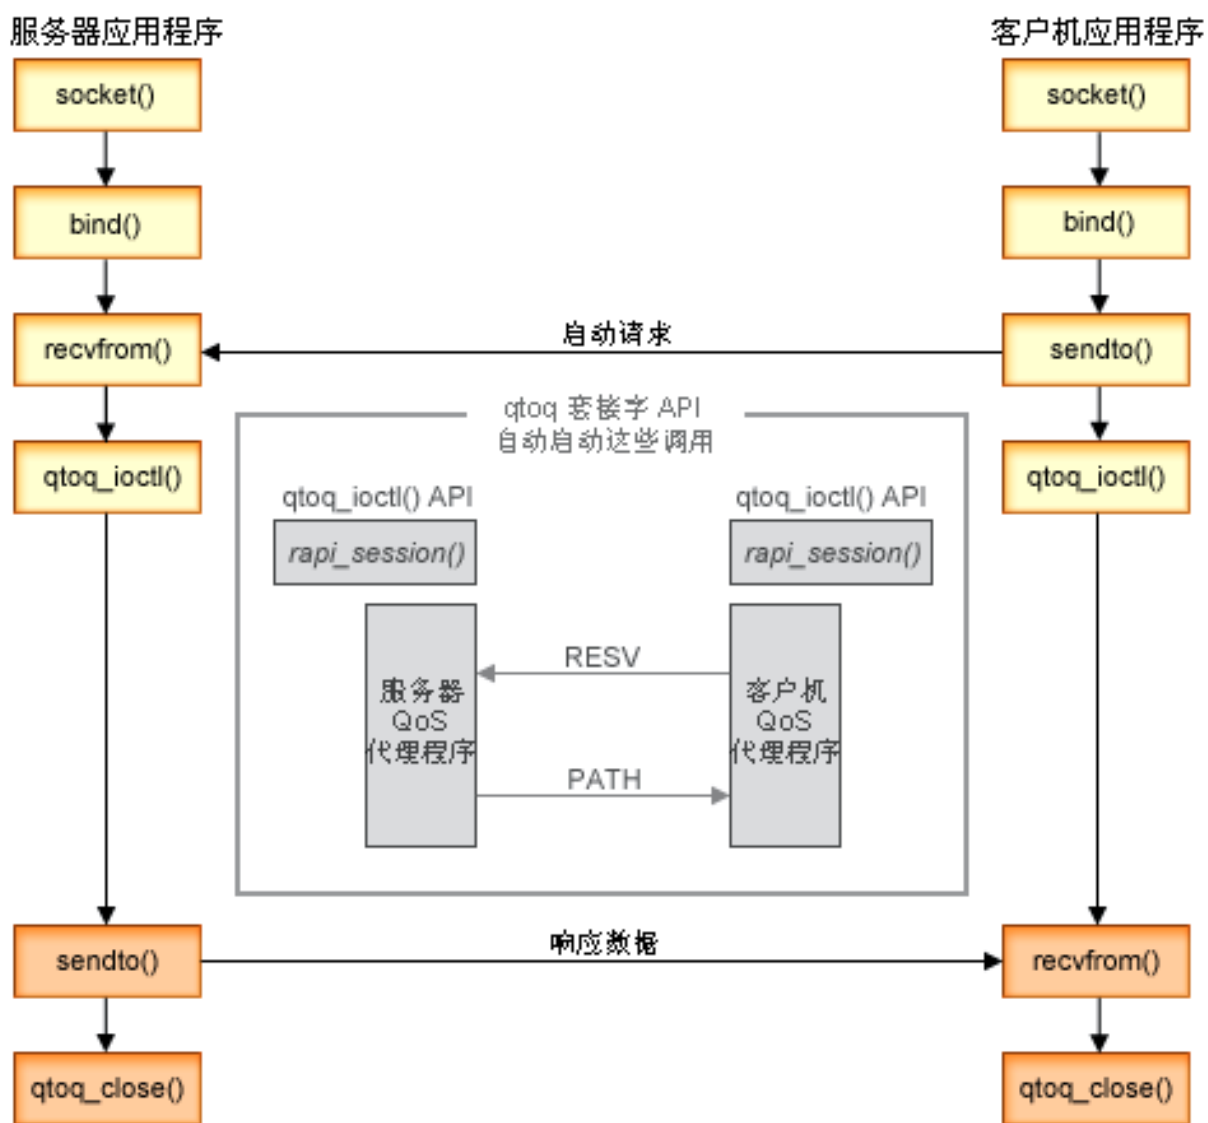 服务器应用程序
客户机应用程序
socket()
socket()
bind()
bind()
recvfrom()
启动请求
sendto()
qtoq 套接字 API
自动启动这些调用
qtoq_ioctl()
qtoq_ioctl()
qtoq_ioctl() API
qtoq_ioctl() API
rapi_session()
rapi_session()
RESV
服务器
QoS
代理程序
客户机
QoS
代理程序
PATH
sendto()
响应数据
recvfrom()
qtoq_close()
qtoq_close()